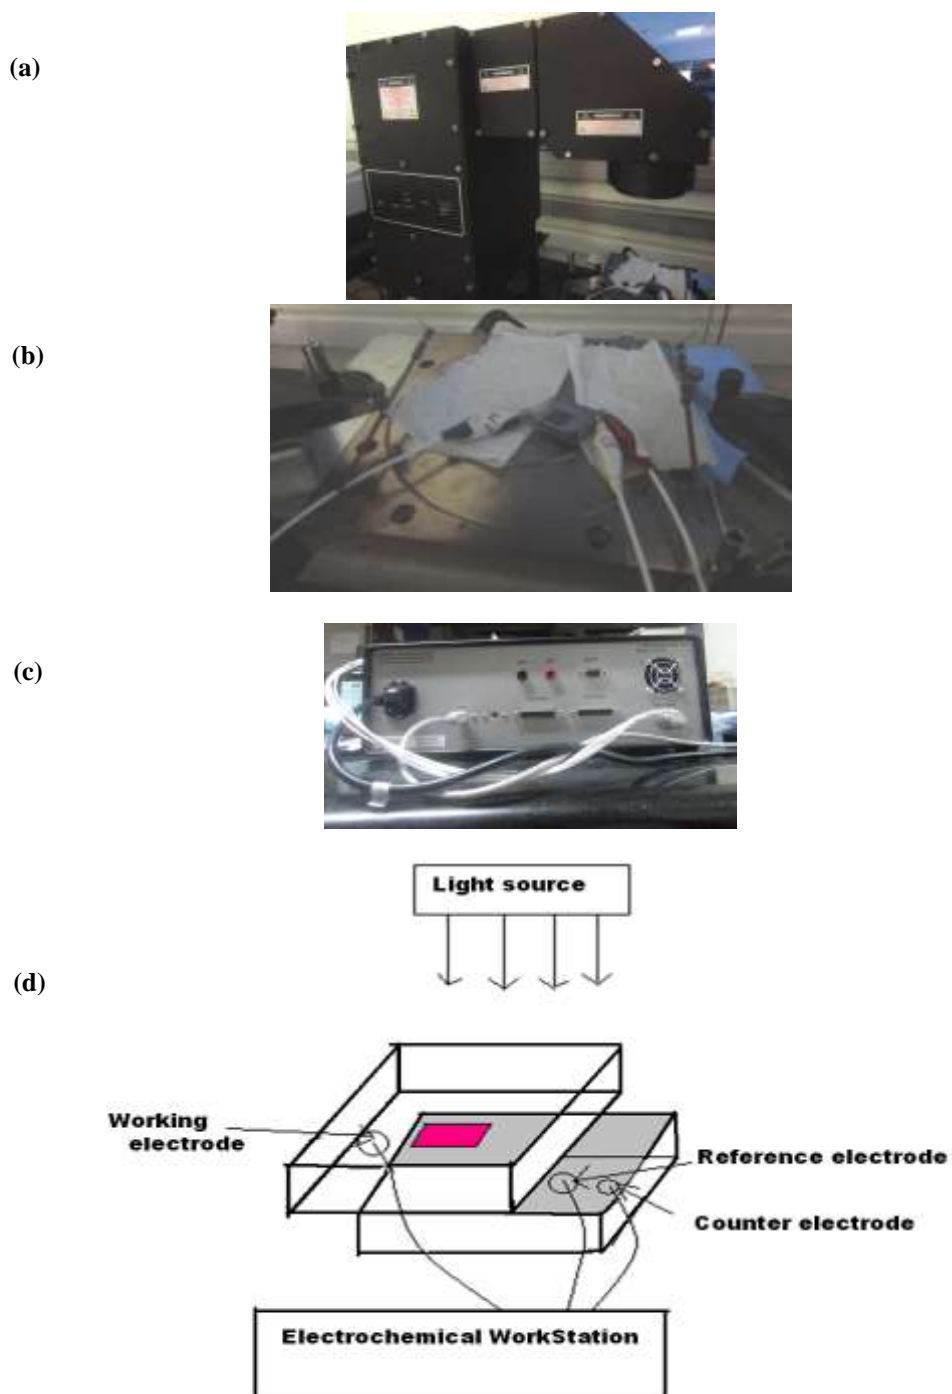 (a)
(b)
(c)
Light source
(d)
Working
electrode
Reference electrode
Counter electrode
Electrochemical WorkStation